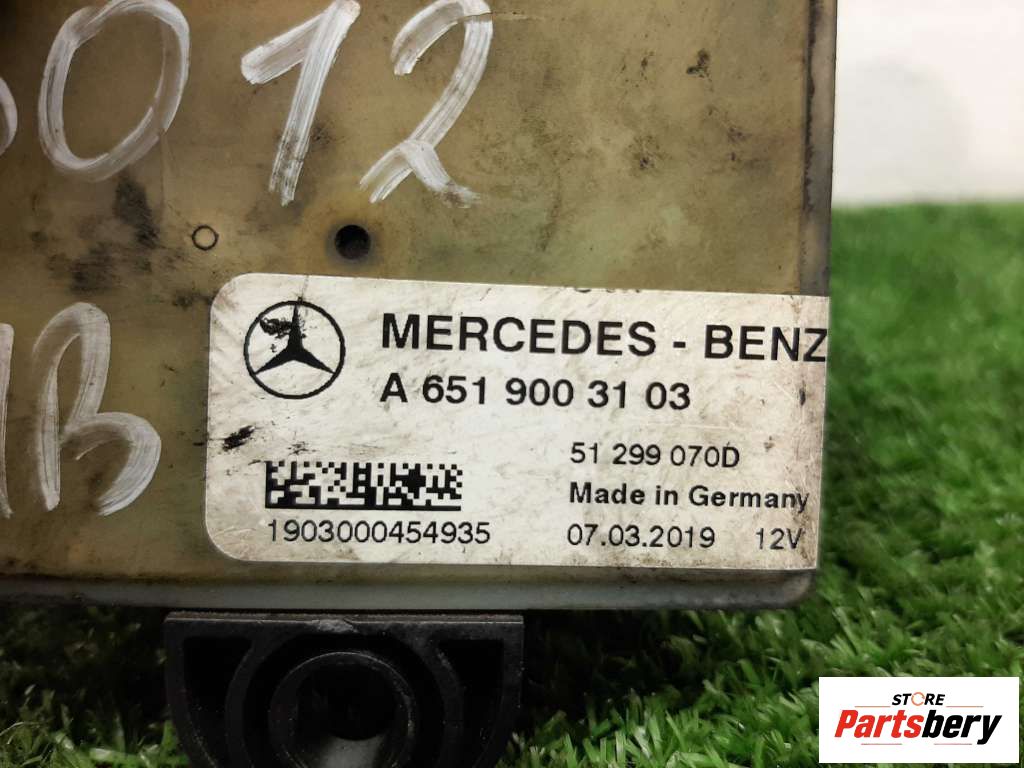 012
MERCEDES - BENZ
A 651 900 31 03
51 299 070D
Made in Germany
1903000454935
07.03.2019 12V
STORE
Partsbery